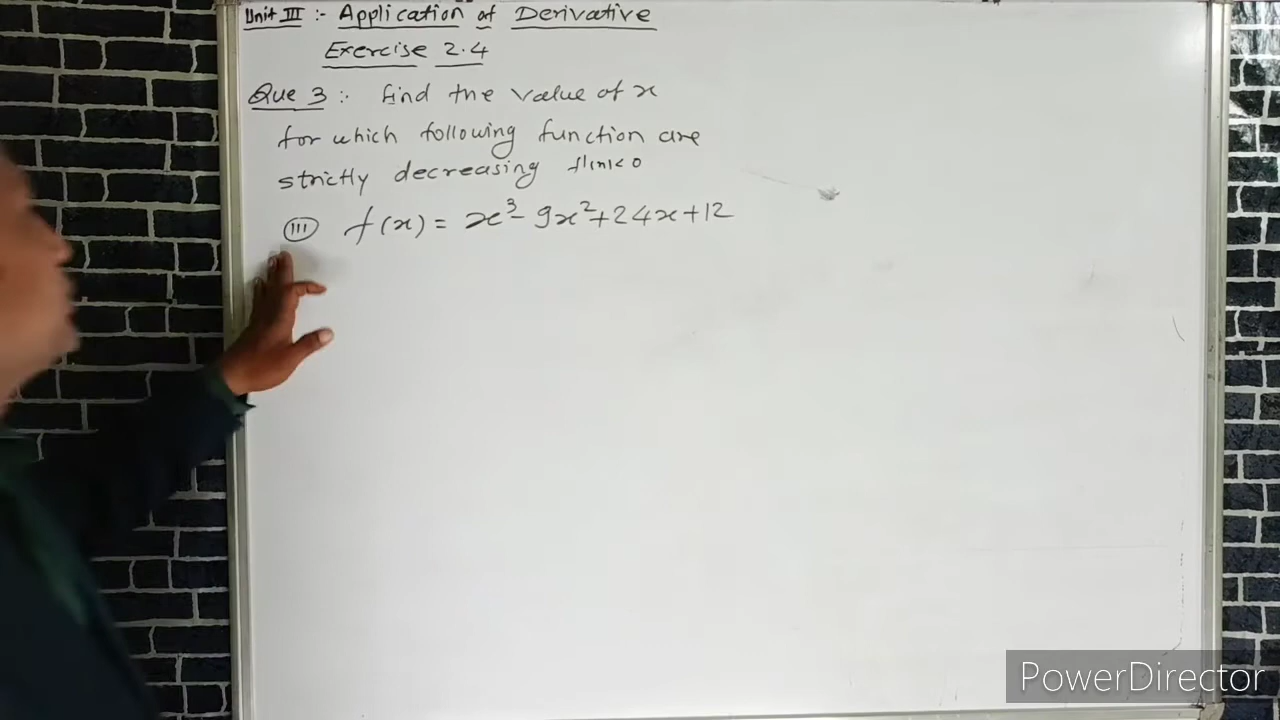 Unit III :- Application of Derivative
Exercise 2.4
Que 3 :- find the value of x
for which following function are
strictly decreasing f'(x) < 0
(III) f(x) = x³ - 9x² + 24x + 12
PowerDirector